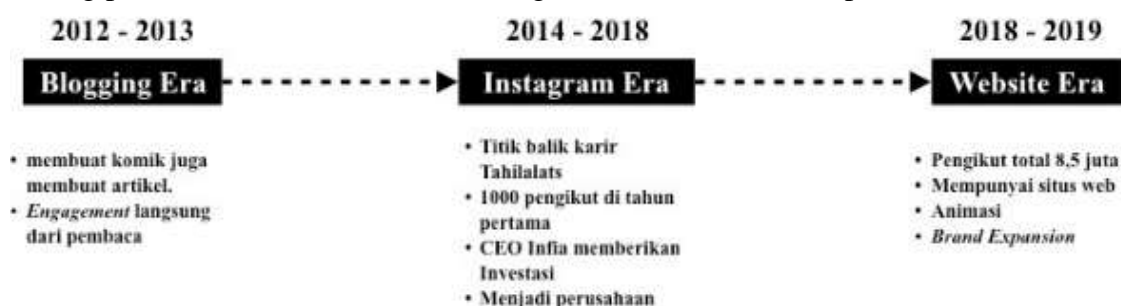 2012 - 2013
Blogging Era
membuat komik juga
membuat artikel.
Engagement langsung
dari pembaca
2014 - 2018
Instagram Era
Titik balik karir
Tahilalats
1000 pengikut di tahun
pertama
CEO Infia memberikan
Investasi
Menjadi perusahaan
2018 - 2019
Website Era
Pengikut total 8,5 juta
Mempunyai situs web
Animasi
Brand Expansion